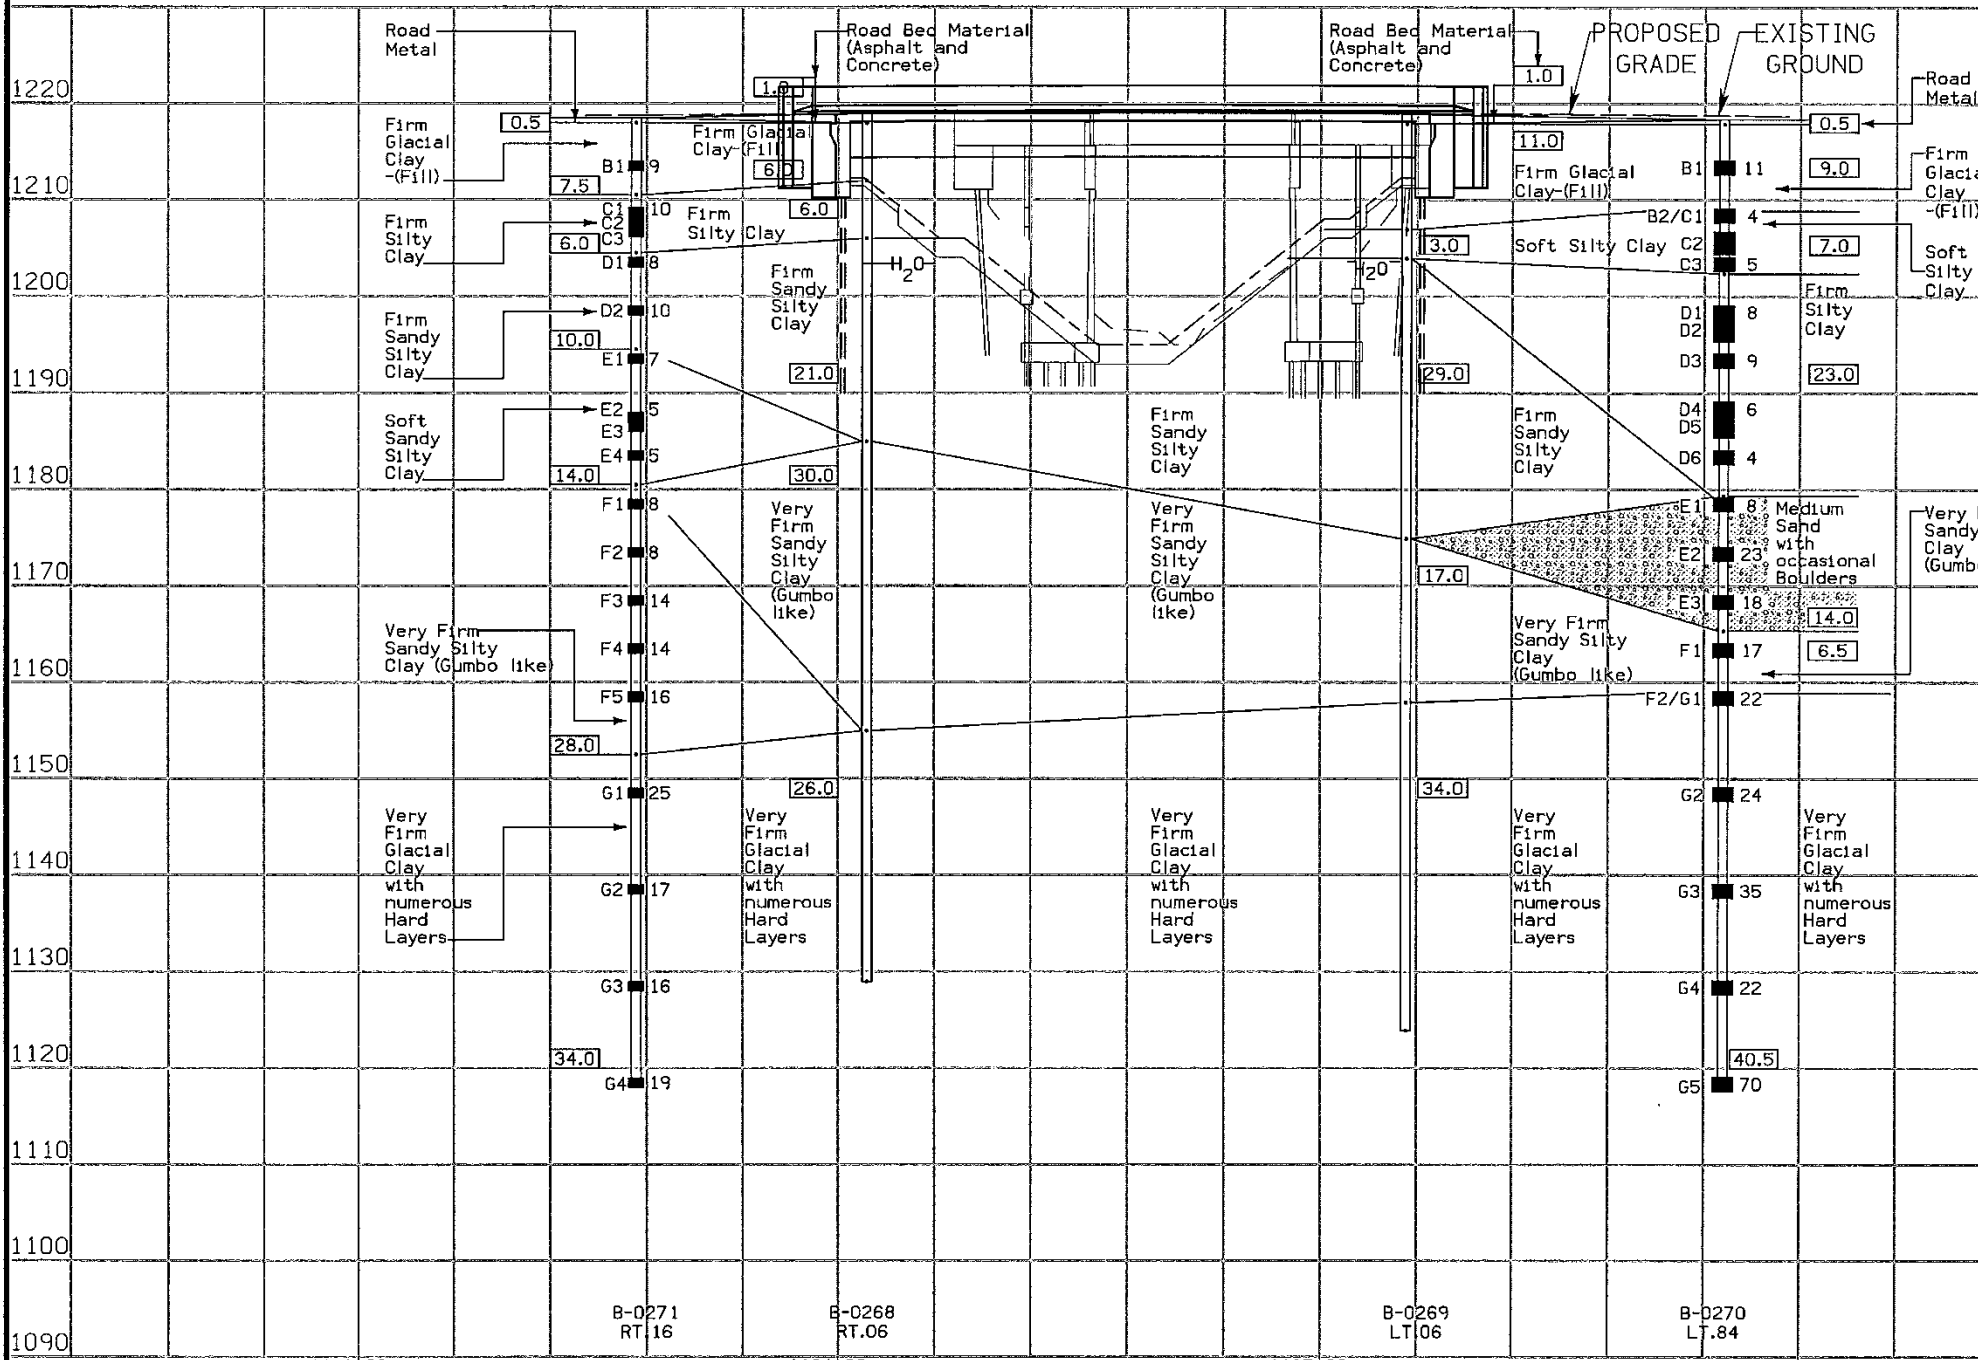 Road
Metal
Road Bed Material
(Asphalt and
Concrete)
Road Bed Material
(Asphalt and
Concrete)
PROPOSED
GRADE
EXISTING
GROUND
Road
Metal
1220
1.0
1.0
0.5
0.5
Firm
Glacial
Clay
-(Fill)
Firm Glacial
Clay-(Fill)
6.0
11.0
Firm Glacial
Clay-(Fill)
B1 9
B1 11
9.0
Firm
Clay
-(Fill)
1210
7.5
C1 10
C2
C3
6.0
Firm
Silty Clay
Firm
Silty
Clay
6.0
B2/C1 4
3.0
Soft Silty Clay
C2
C3 5
7.0
Soft
Silty
Clay
D1 8
H2O
H2O
1200
Firm
Sandy
Silty
Clay
Firm
Silty
Clay
D2 10
D1 8
D2
Firm
Sandy
Silty
Clay
10.0
E1 7
D3 9
1190
21.0
29.0
23.0
E2 5
E3
D4 6
D5
Soft
Sandy
Silty
Clay
Firm
Sandy
Silty
Clay
Firm
Sandy
Silty
Clay
E4 5
D6 4
1180
14.0
30.0
F1 8
E1 8
Very
Firm
Sandy
Silty
Clay
(Gumbo
like)
Very
Firm
Sandy
Silty
Clay
(Gumbo
like)
Medium
Sand
with
occasional
Boulders
Very
Sandy
Clay
F2 8
E2 23
1170
17.0
F3 14
E3 18
14.0
Very Firm
Sandy Silty
Clay (Gumbo like)
Very Firm
Sandy Silty
Clay
(Gumbo like)
F4 14
F1 17
6.5
1160
F5 16
F2/G1 22
28.0
1150
G1 25
26.0
34.0
G2 24
Very
Firm
Glacial
Clay
with
numerous
Hard
Layers
Very
Firm
Glacial
Clay
with
numerous
Hard
Layers
Very
Firm
Glacial
Clay
with
numerous
Hard
Layers
Very
Firm
Glacial
Clay
with
numerous
Hard
Layers
Very
Firm
Glacial
Clay
with
numerous
Hard
Layers
1140
G2 17
G3 35
1130
G3 16
G4 22
1120
34.0
40.5
G4 19
G5 70
1110
1100
B-0271
RT.16
B-0268
RT.06
B-0269
LT.06
B-0270
LT.84
1090